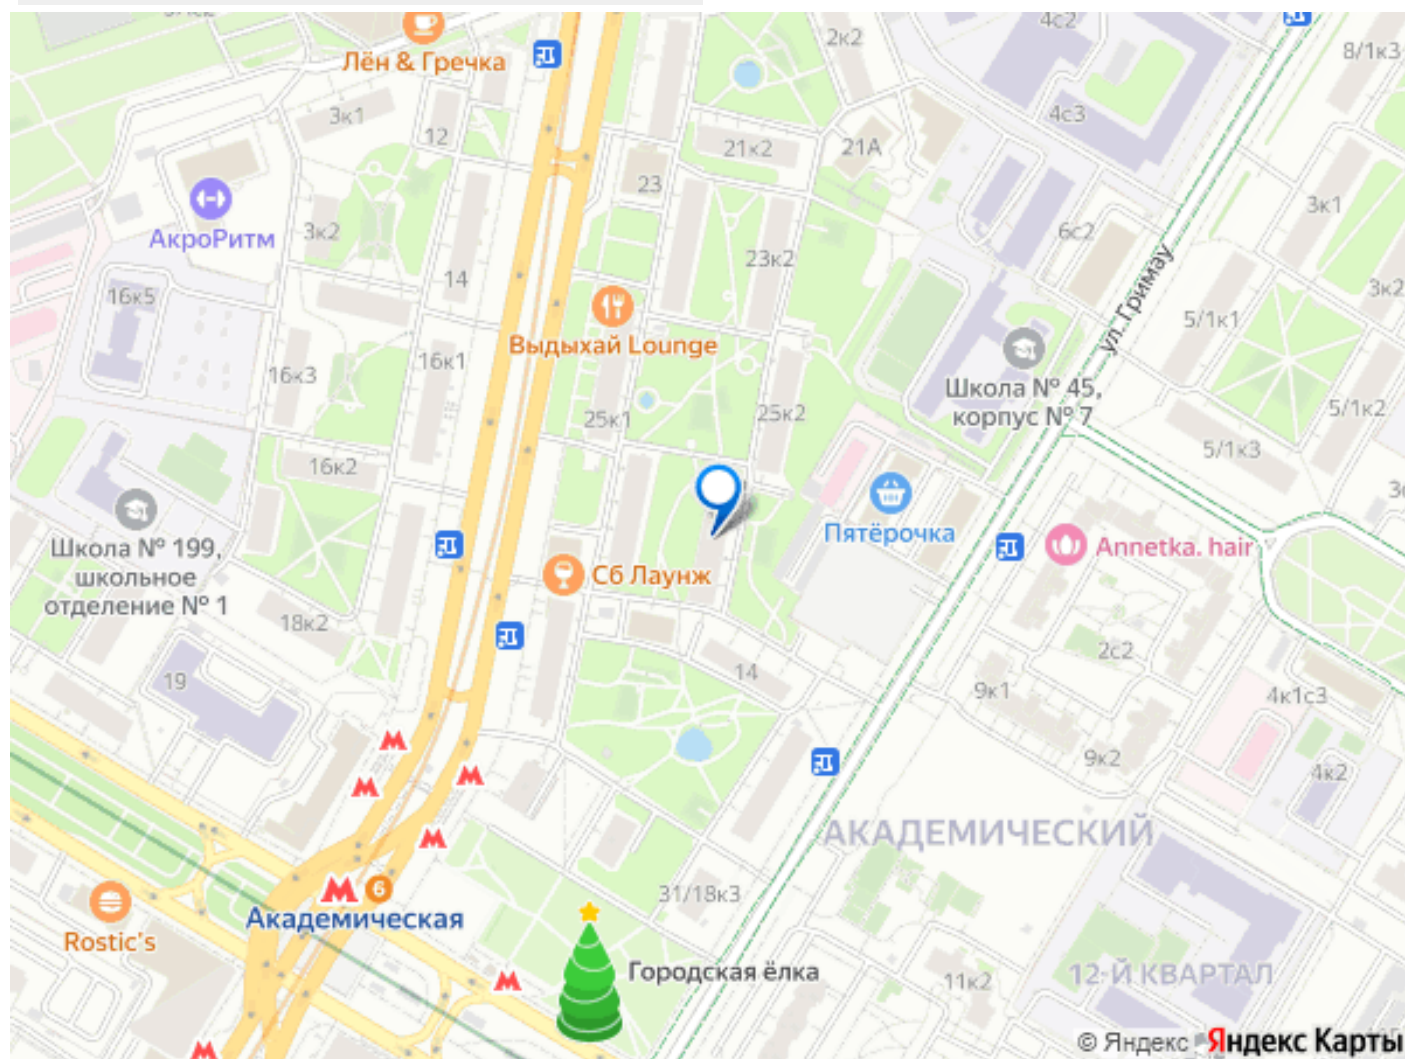 4с2
2к2
8/1к3
Лён & Гречка
3к1
12
4с3
21к2
21А
23
3к1
АкроРитм
3к2
6с2
23к2
14
ул. Гримау
16к5
3к2
5/1к1
Выдыхай Lounge
16к3
16к1
Школа № 45,
корпус № 7
25к1
25к2
5/1к2
5/1к3
16к2
Пятёрочка
Школа № 199,
школьное
отделение № 1
Annetka. hair
Сб Лаунж
18к2
2с2
14
19
9к1
4к1с3
9к2
4к2
АКАДЕМИЧЕСКИЙ
31/18к3
6
Академическая
Rostic's
Городская ёлка
11к2
12-Й КВАРТАЛ
© Яндекс Яндекс Карты